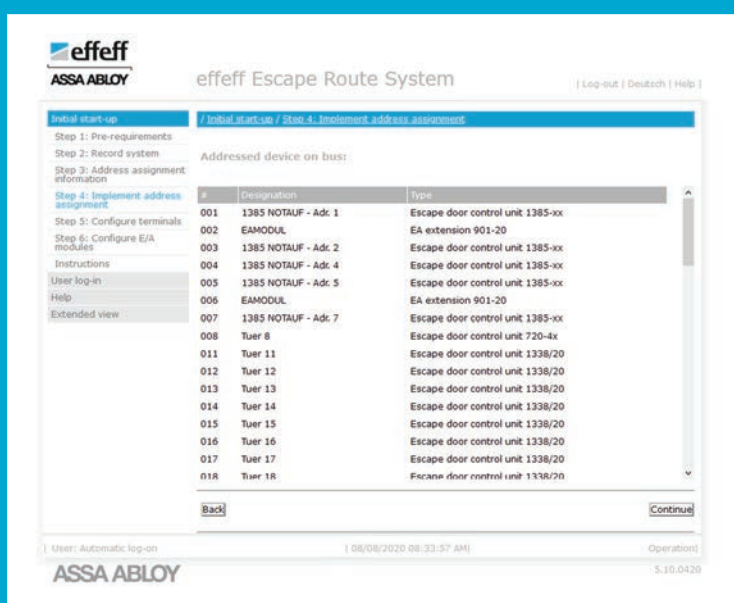 effeff
ASSA ABLOY
effeff Escape Route System
| Log-out | Deutsch | Help |
Initial start-up
Step 1: Pre-requirements
Step 2: Record system
Step 3: Address assignment
information
Step 4: Implement address
assignment
Step 5: Configure terminals
Step 6: Configure E/A
modules
Instructions
User log-in
Help
Extended view
/ Initial start-up / Step 4: Implement address assignment
Addressed device on bus:
# Designation Type
001 1385 NOTAUF - Adr. 1 Escape door control unit 1385-xx
002 EAMODUL EA extension 901-20
003 1385 NOTAUF - Adr. 2 Escape door control unit 1385-xx
004 1385 NOTAUF - Adr. 4 Escape door control unit 1385-xx
005 1385 NOTAUF - Adr. 5 Escape door control unit 1385-xx
006 EAMODUL EA extension 901-20
007 1385 NOTAUF - Adr. 7 Escape door control unit 1385-xx
008 Tuer 8 Escape door control unit 720-4x
011 Tuer 11 Escape door control unit 1338/20
012 Tuer 12 Escape door control unit 1338/20
013 Tuer 13 Escape door control unit 1338/20
014 Tuer 14 Escape door control unit 1338/20
015 Tuer 15 Escape door control unit 1338/20
016 Tuer 16 Escape door control unit 1338/20
017 Tuer 17 Escape door control unit 1338/20
018 Tuer 18 Escape door control unit 1338/20
Back
Continue
| User: Automatic log-on
| 08/08/2020 08:33:57 AM|
Operation|
ASSA ABLOY
5.10.0420